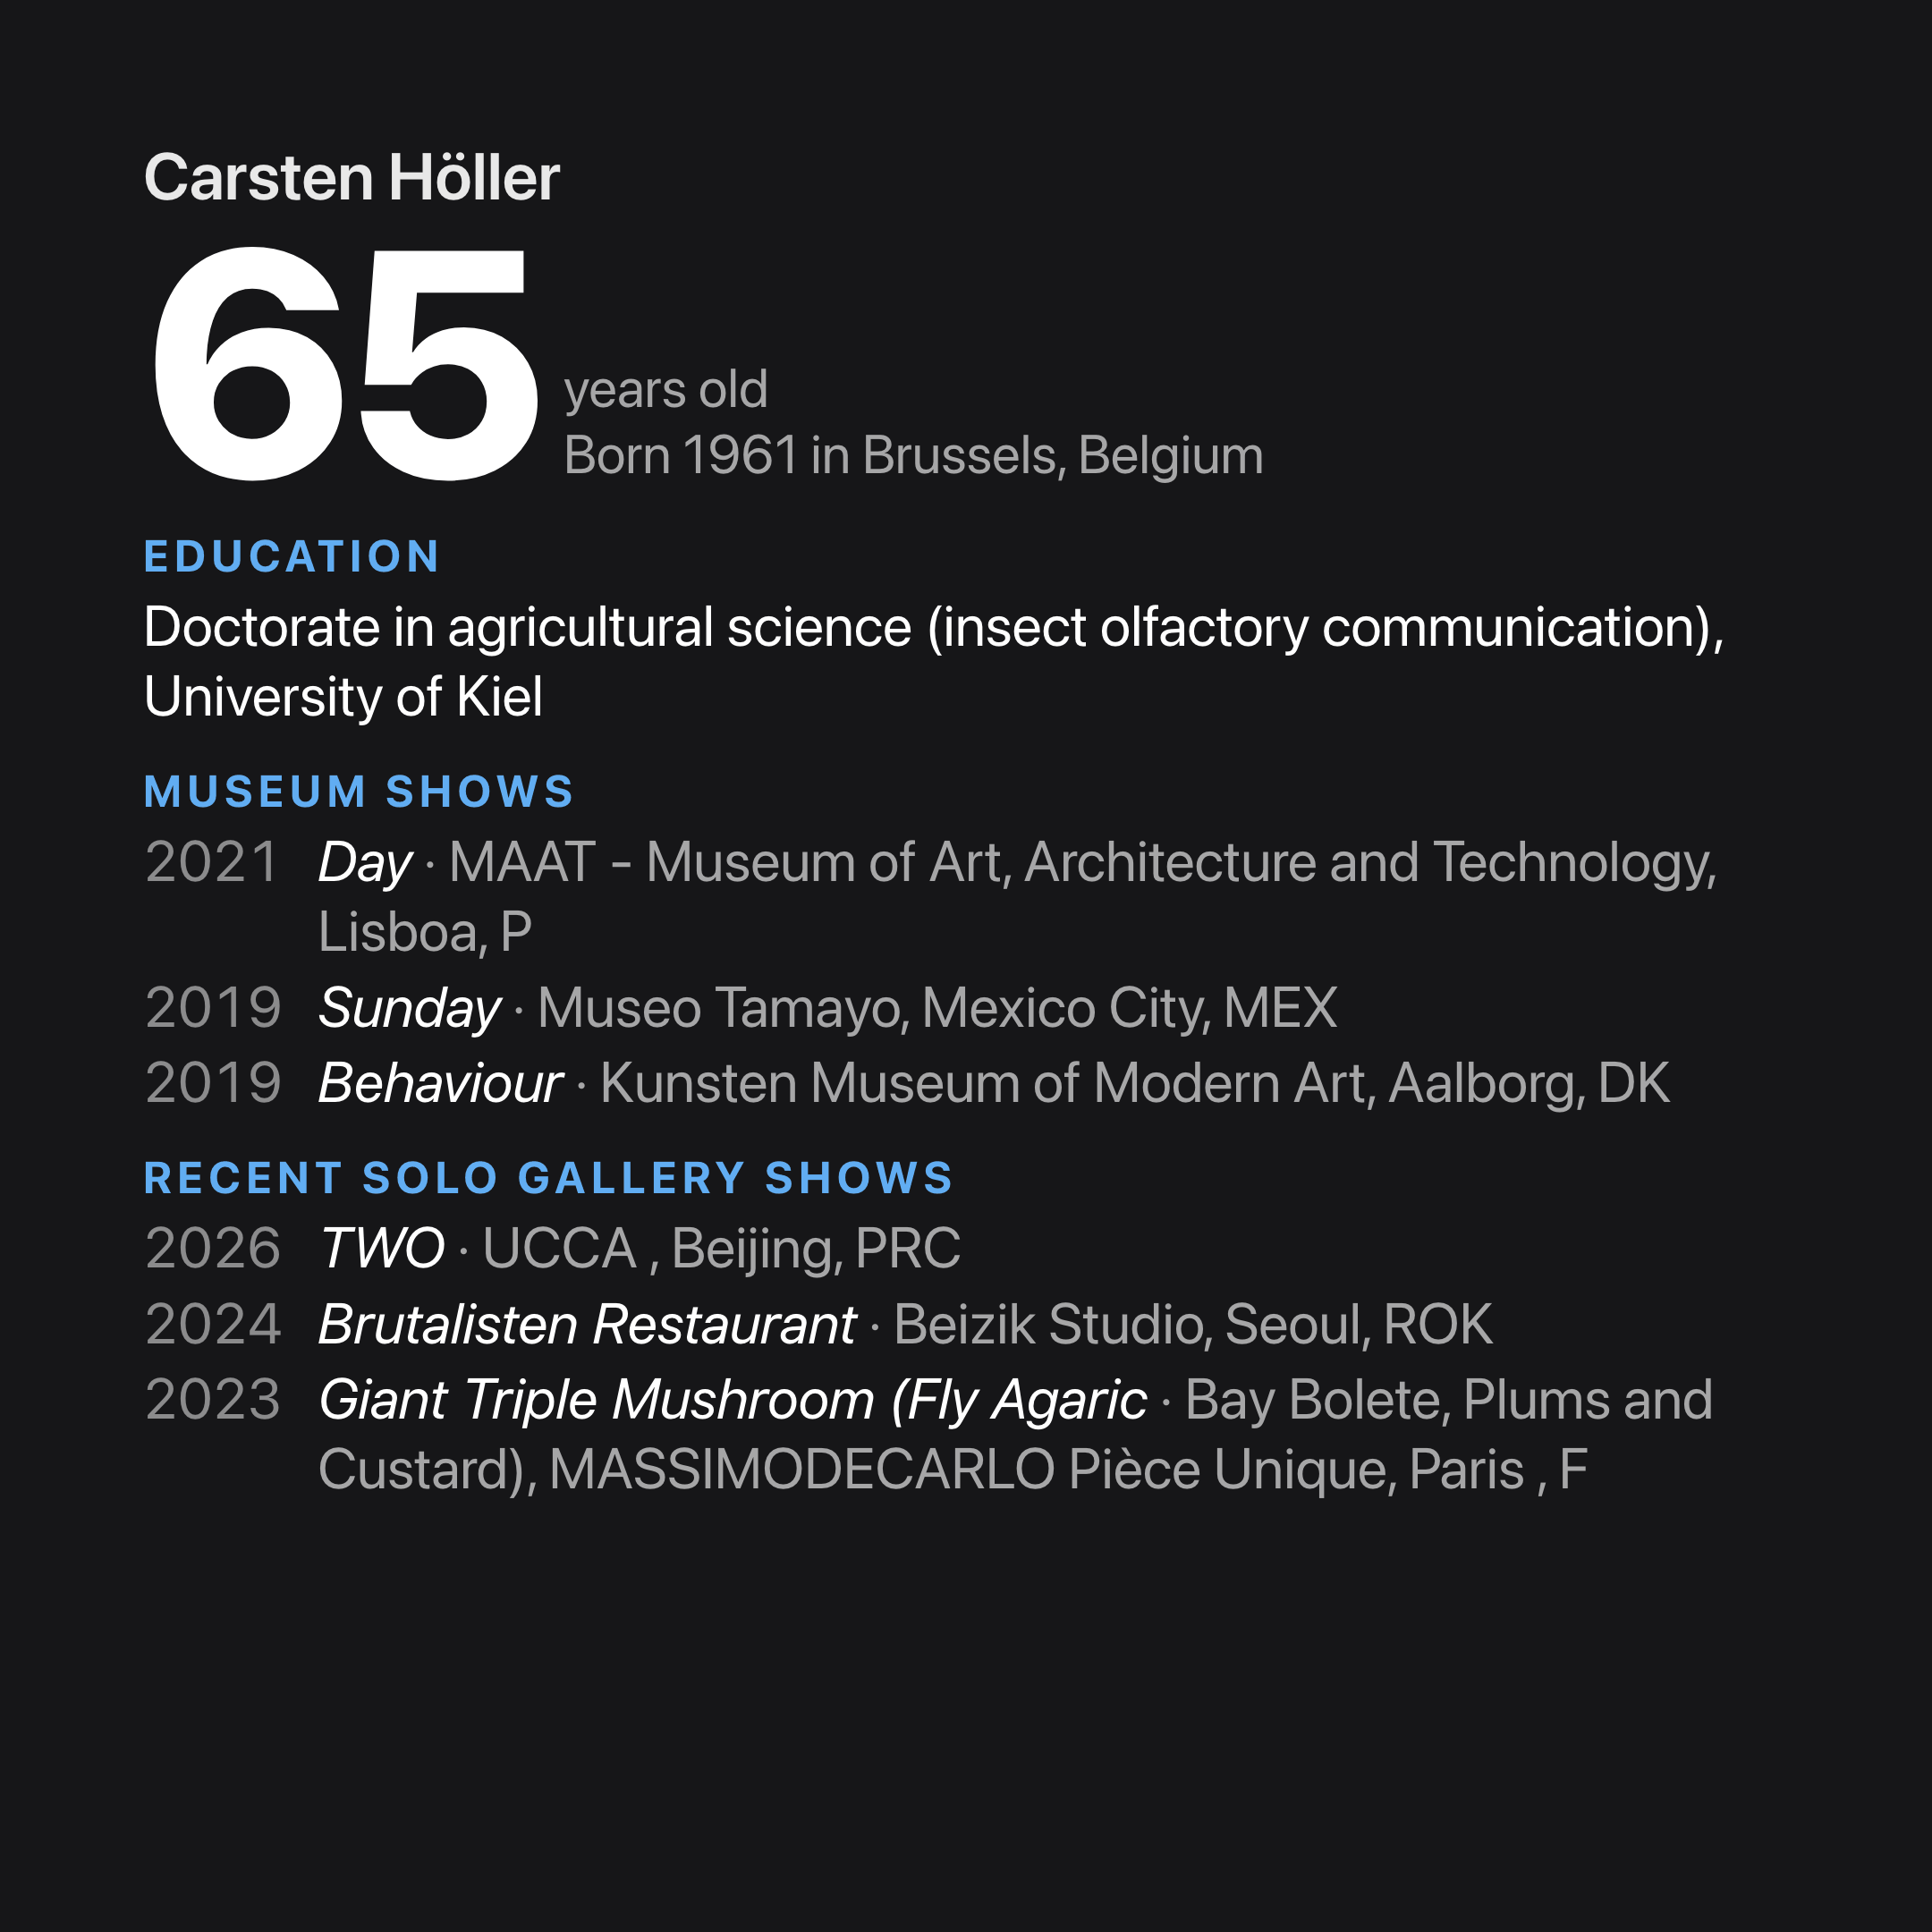 Carsten Höller
65
years old
Born 1961 in Brussels, Belgium
EDUCATION
Doctorate in agricultural science (insect olfactory communication),
University of Kiel
MUSEUM SHOWS
2021 Day · MAAT - Museum of Art, Architecture and Technology,
Lisboa, P
2019 Sunday · Museo Tamayo, Mexico City, MEX
2019 Behaviour · Kunsten Museum of Modern Art, Aalborg, DK
RECENT SOLO GALLERY SHOWS
2026 TWO · UCCA , Beijing, PRC
2024 Brutalisten Restaurant · Beizik Studio, Seoul, ROK
2023 Giant Triple Mushroom (Fly Agaric · Bay Bolete, Plums and
Custard), MASSIMODECARLO Pièce Unique, Paris , F